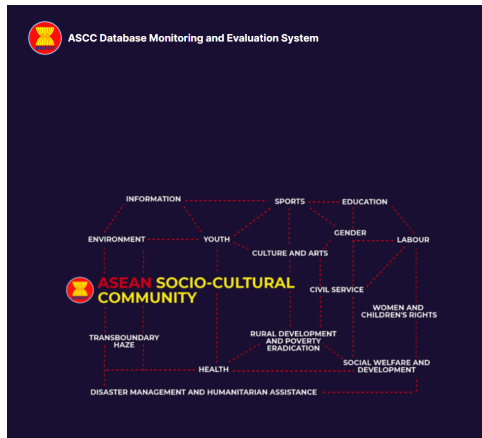 ASCC Database Monitoring and Evaluation System
INFORMATION
SPORTS
EDUCATION
ENVIRONMENT
YOUTH
GENDER
LABOUR
CULTURE AND ARTS
ASEAN SOCIO-CULTURAL
COMMUNITY
CIVIL SERVICE
WOMEN AND
CHILDREN'S RIGHTS
TRANSBOUNDARY
HAZE
RURAL DEVELOPMENT
AND POVERTY
ERADICATION
HEALTH
SOCIAL WELFARE AND
DEVELOPMENT
DISASTER MANAGEMENT AND HUMANITARIAN ASSISTANCE